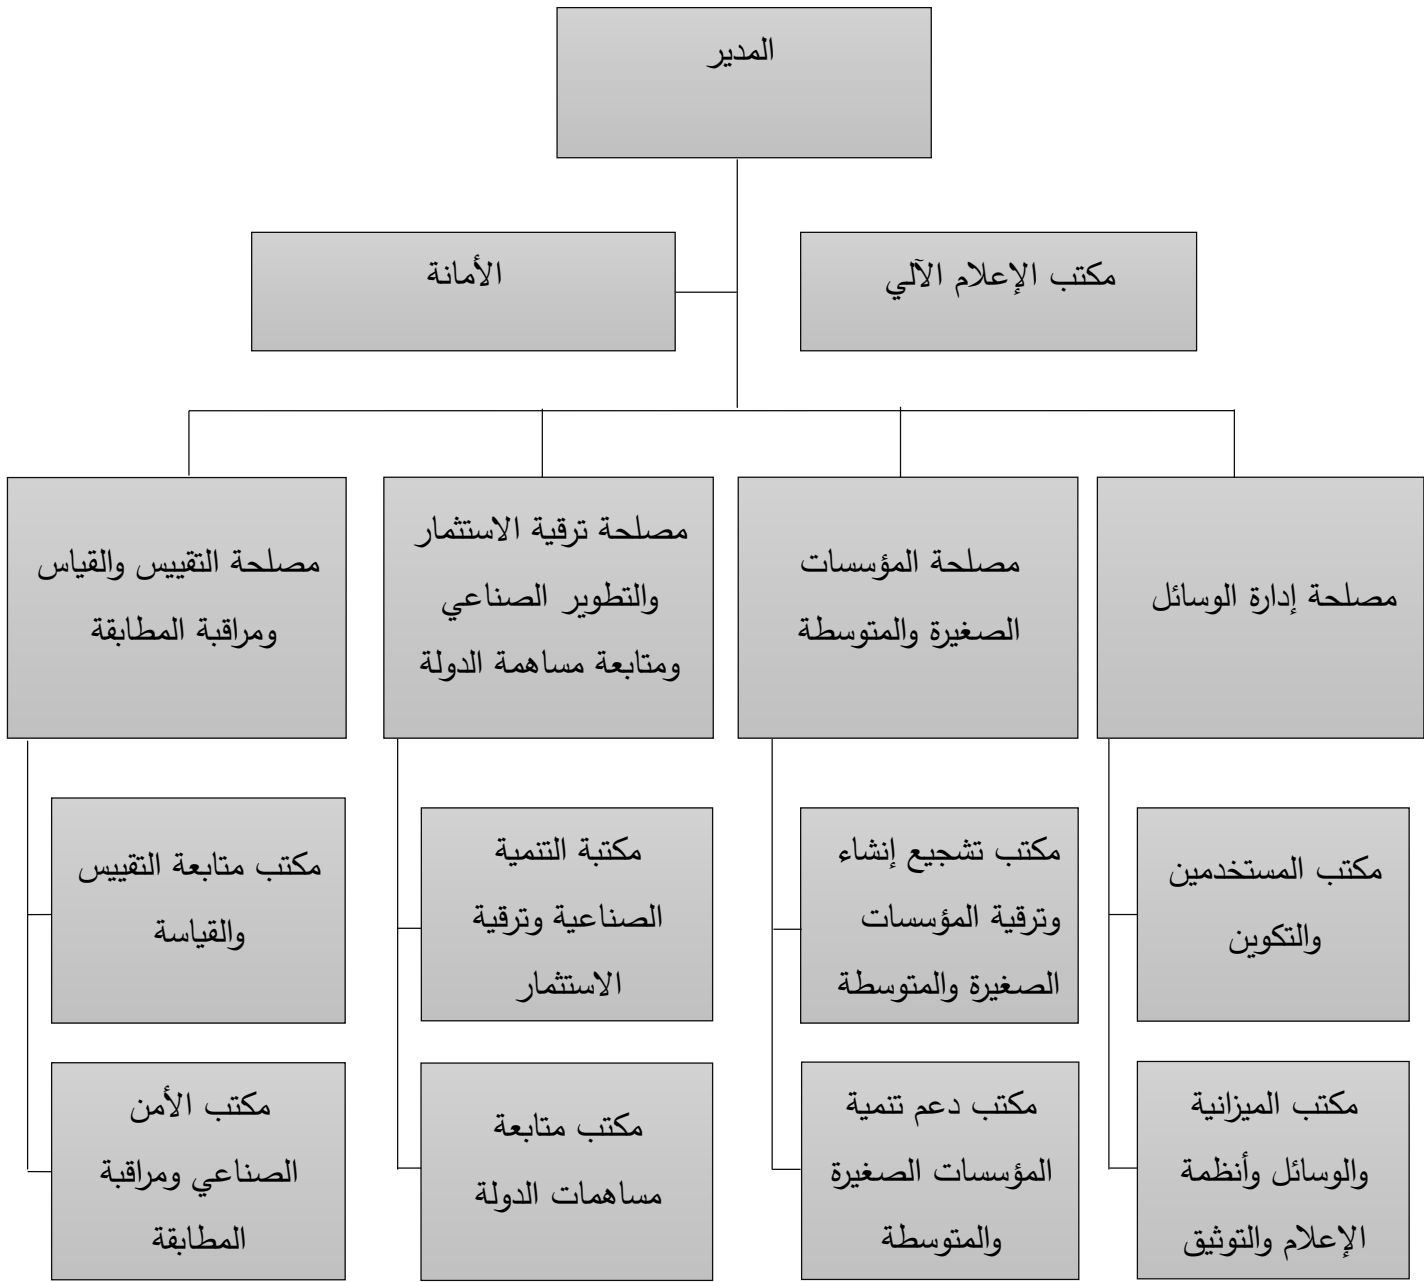 المدير
مكتب الإعلام الآلي
الأمانة
مصلحة إدارة الوسائل
مصلحة المؤسسات
الصغيرة والمتوسطة
مصلحة ترقية الاستثمار
والتطوير الصناعي
ومتابعة مساهمة الدولة
مصلحة التقييس والقياس
ومراقبة المطابقة
مكتب المستخدمين
والتكوين
مكتب تشجيع إنشاء
وترقية المؤسسات
الصغيرة والمتوسطة
مكتبة التنمية
الصناعية وترقية
الاستثمار
مكتب متابعة التقييس
والقياسة
مكتب الميزانية
والوسائل وأنظمة
الإعلام والتوثيق
مكتب دعم تنمية
المؤسسات الصغيرة
والمتوسطة
مكتب متابعة
مساهمات الدولة
مكتب الأمن
الصناعي ومراقبة
المطابقة